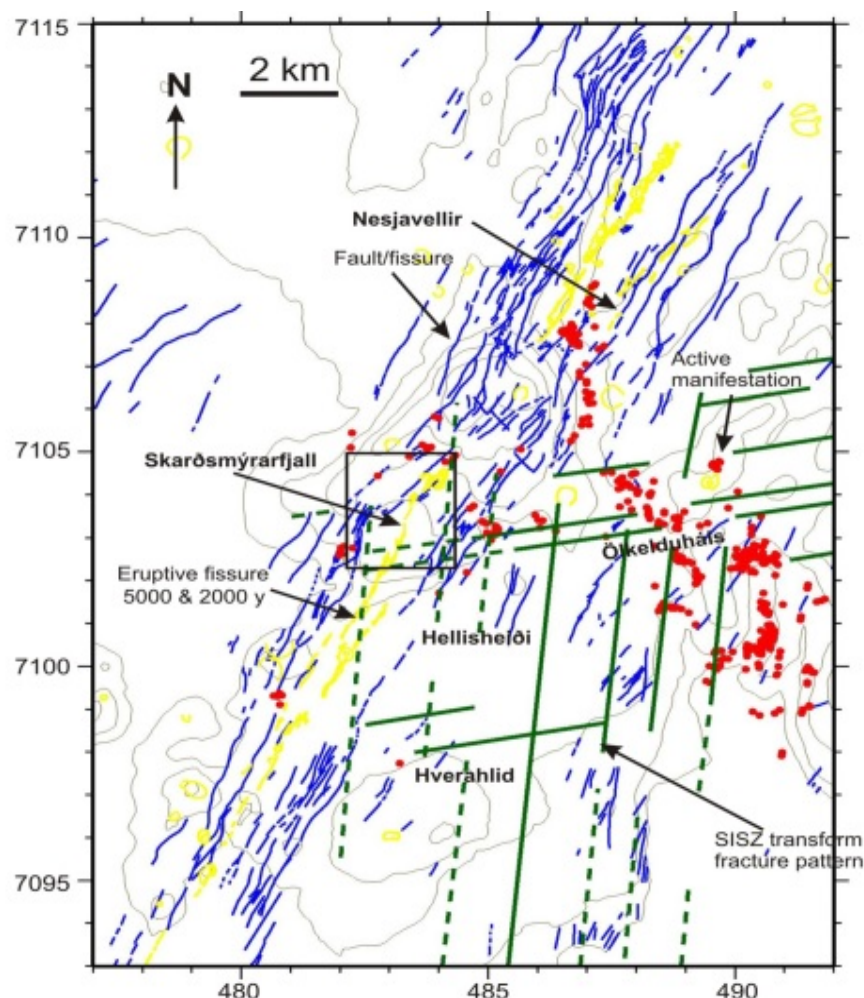 7115
N
2 km
7110
Nesjavellir
Fault/fissure
Active
manifestation
7105
Skarðsmýrarfjall
Ölkelduháls
Eruptive fissure
5000 & 2000 y
Hellisheiði
7100
Hverahlid
SISZ transform
fracture pattern
7095
480
485
490